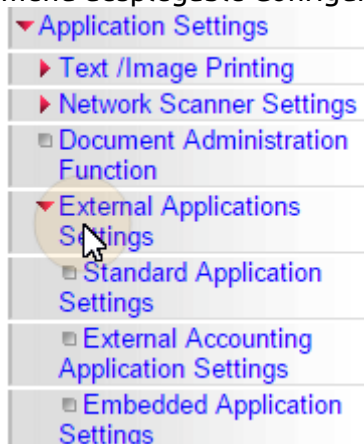 Application Settings
Text /Image Printing
Network Scanner Settings
Document Administration
Function
External Applications
Settings
Standard Application
Settings
External Accounting
Application Settings
Embedded Application
Settings